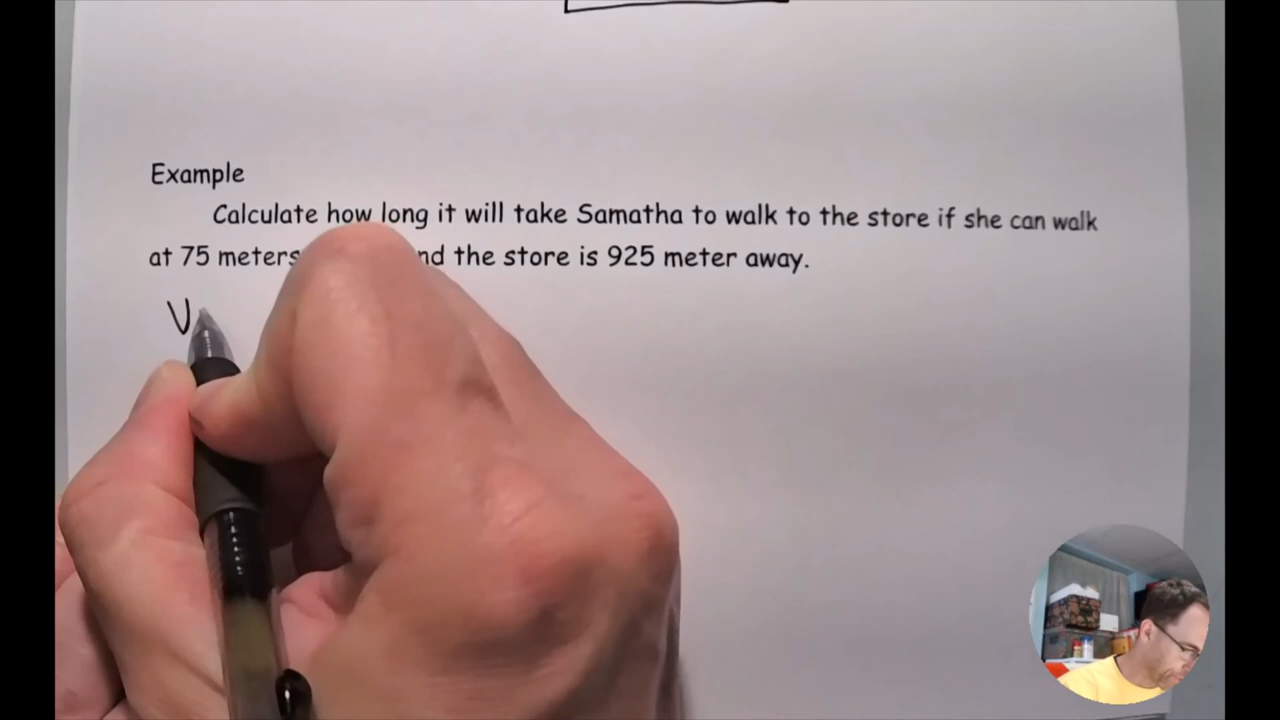 Example
Calculate how long it will take Samatha to walk to the store if she can walk
at 75 meters nd the store is 925 meter away.
V